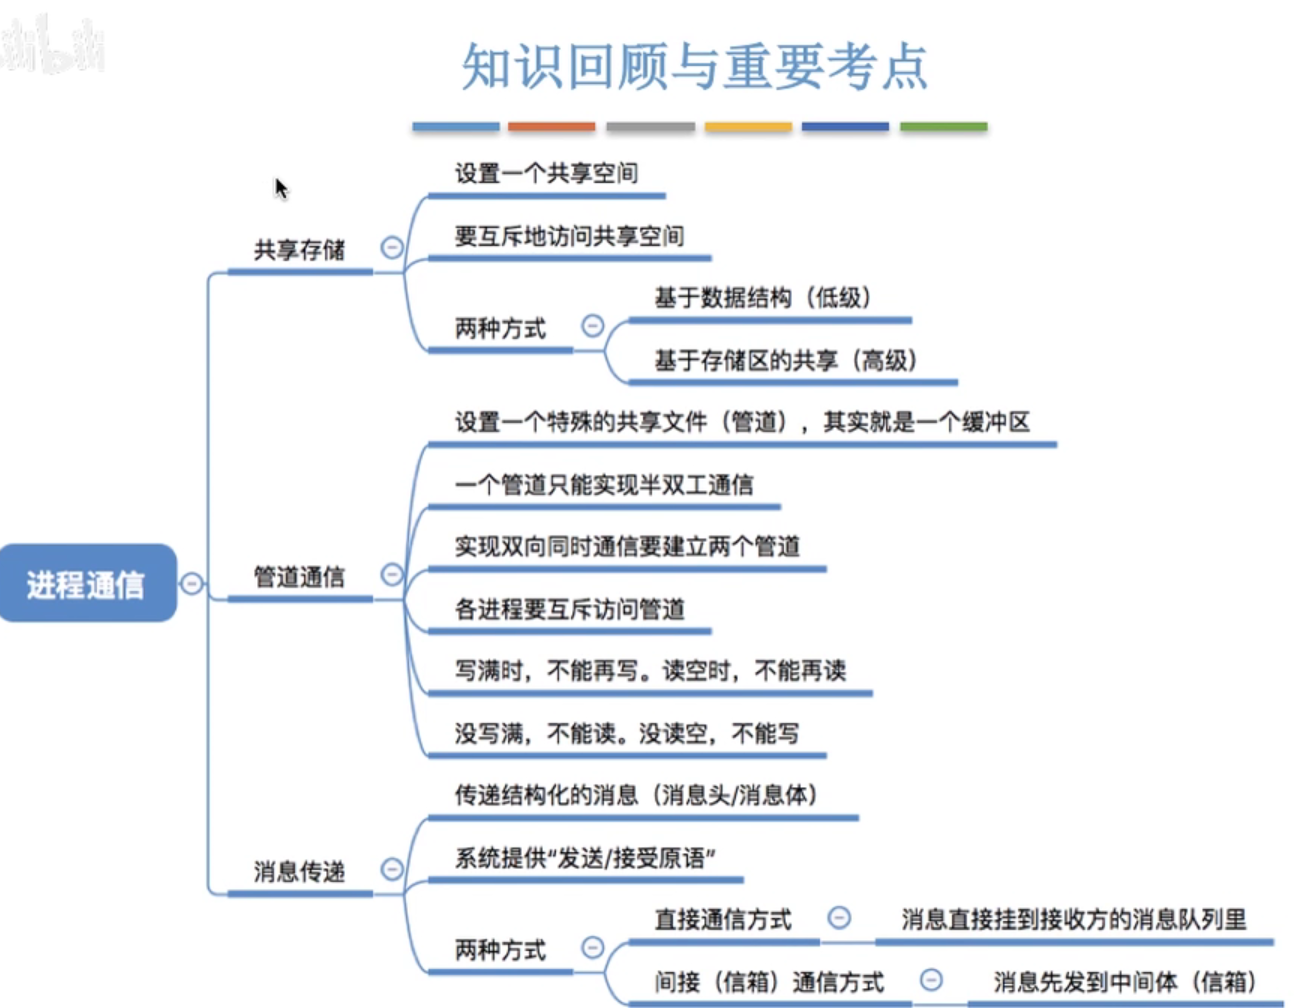 bilibili
知识回顾与重要考点
设置一个共享空间
共享存储
要互斥地访问共享空间
两种方式
基于数据结构（低级）
基于存储区的共享（高级）
设置一个特殊的共享文件（管道），其实就是一个缓冲区
一个管道只能实现半双工通信
实现双向同时通信要建立两个管道
进程通信
管道通信
各进程要互斥访问管道
写满时，不能再写。读空时，不能再读
没写满，不能读。没读空，不能写
传递结构化的消息（消息头/消息体）
消息传递
系统提供“发送/接受原语”
两种方式
直接通信方式
消息直接挂到接收方的消息队列里
间接（信箱）通信方式
消息先发到中间体（信箱）